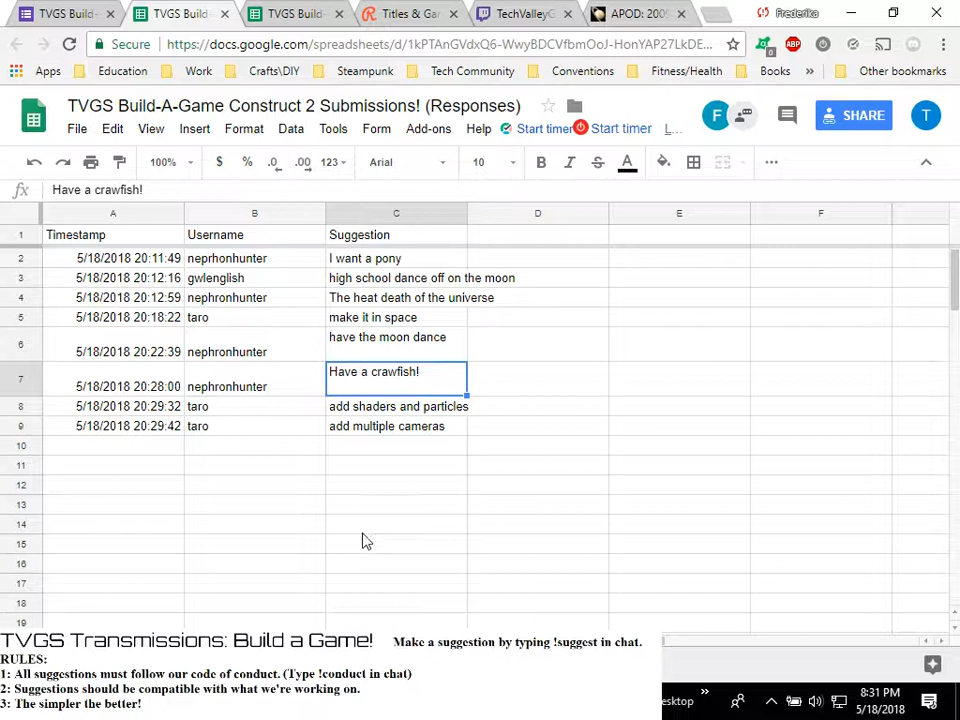 TVGS Build-
TVGS Build-
TVGS Build-
Titles & Gar
TechValleyG
APOD: 2009
Frederika
Secure https://docs.google.com/spreadsheets/d/1kPTAnGVdxQ6-WwyBDCVfbmOoJ-HonYAP27LkDE...
Apps Education Work Crafts\DIY Steampunk Tech Community Conventions Fitness/Health Books » Other bookmarks
TVGS Build-A-Game Construct 2 Submissions! (Responses)
File Edit View Insert Format Data Tools Form Add-ons Help Start timer Start timer L...
F SHARE T
100% $ % .0 .00 123 Arial 10 B I S A
fx Have a crawfish!
A B C D E F
1 Timestamp Username Suggestion
2 5/18/2018 20:11:49 neprhonhunter I want a pony
3 5/18/2018 20:12:16 gwlenglish high school dance off on the moon
4 5/18/2018 20:12:59 nephronhunter The heat death of the universe
5 5/18/2018 20:18:22 taro make it in space
6 5/18/2018 20:22:39 nephronhunter have the moon dance
7 5/18/2018 20:28:00 nephronhunter Have a crawfish!
8 5/18/2018 20:29:32 taro add shaders and particles
9 5/18/2018 20:29:42 taro add multiple cameras
10
11
12
13
14
15
16
17
18
19
TVGS Transmissions: Build a Game! Make a suggestion by typing !suggest in chat.
RULES:
1: All suggestions must follow our code of conduct. (Type !conduct in chat)
2: Suggestions should be compatible with what we're working on.
3: The simpler the better!
esktop » 8:31 PM
5/18/2018